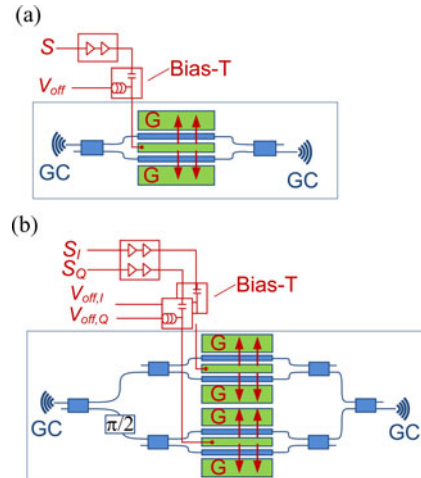 (a)
S
V_off
Bias-T
G
G
GC
GC
(b)
S_I
S_Q
V_off,I
V_off,Q
Bias-T
G
G
G
G
GC
π/2
GC